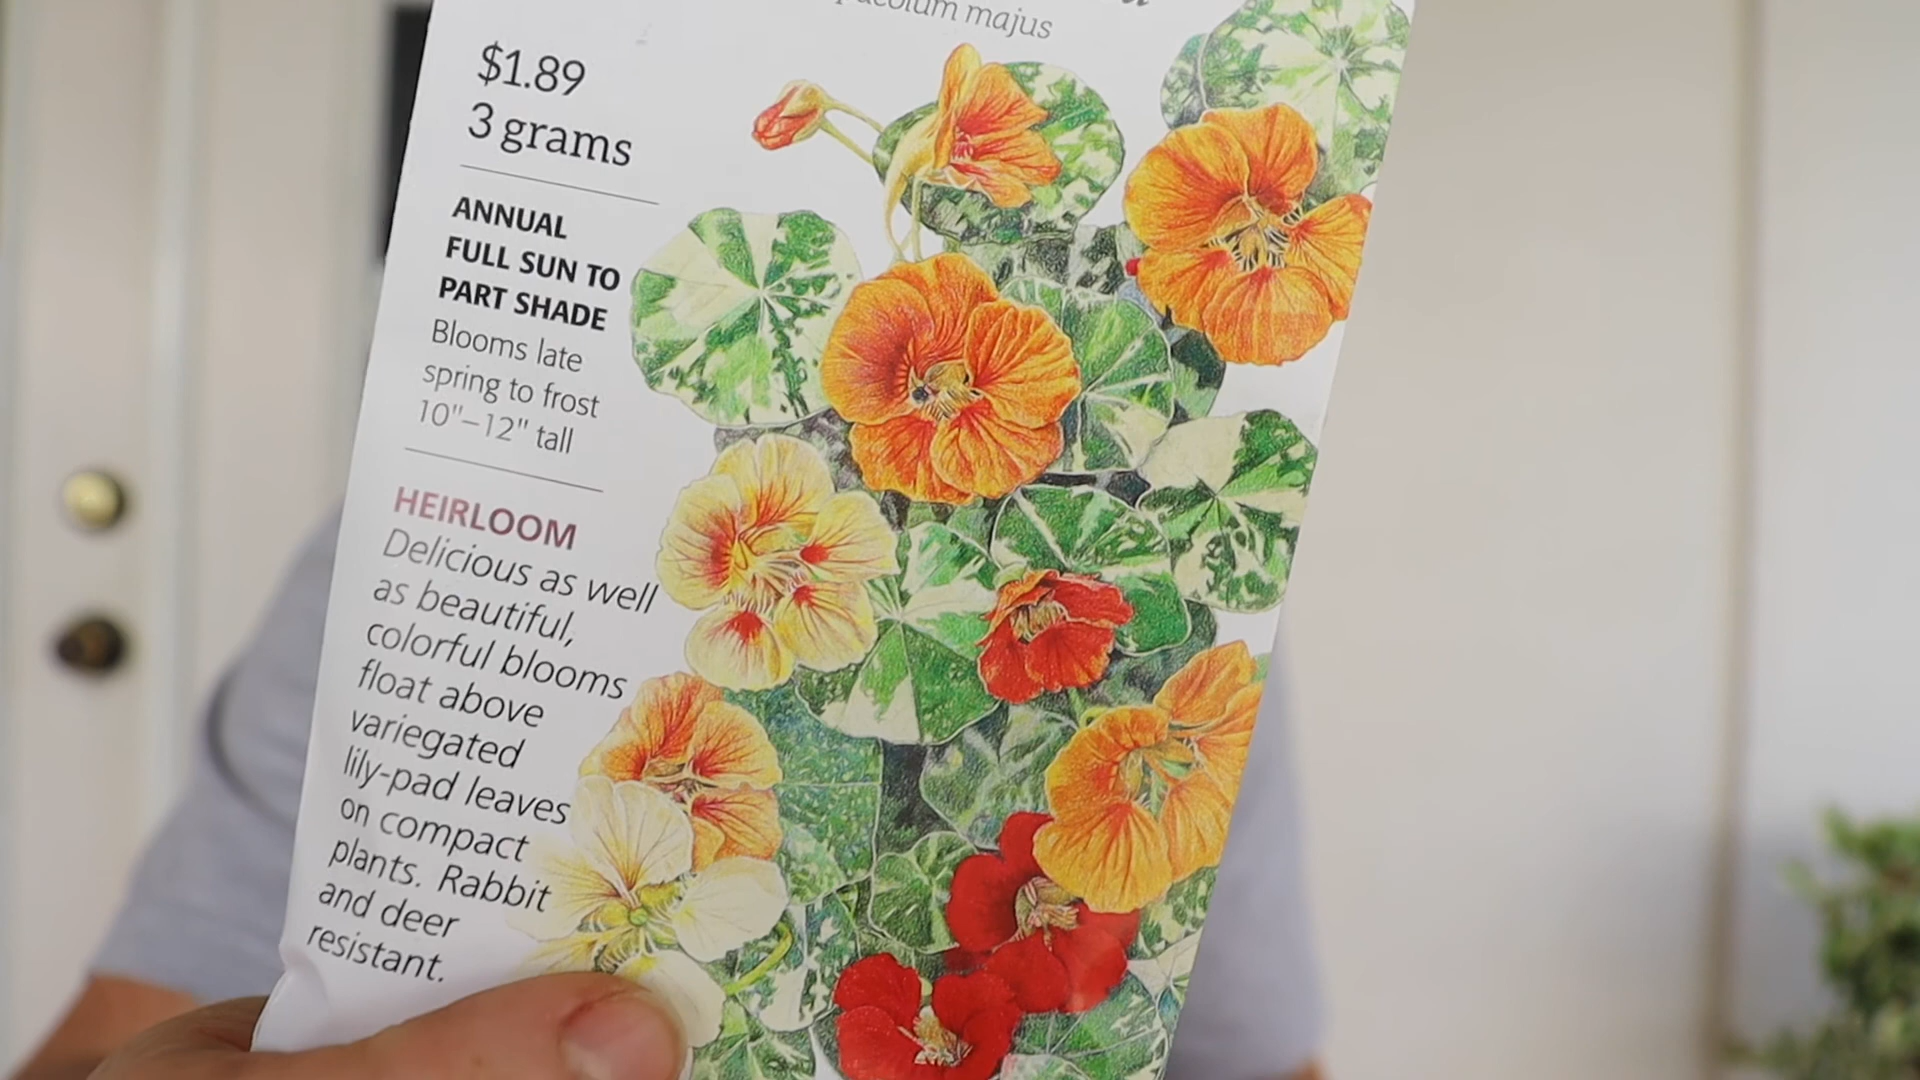 majus
$1.89
3 grams
ANNUAL
FULL SUN TO
PART SHADE
Blooms late
spring to frost
10"–12" tall
HEIRLOOM
Delicious as well
as beautiful,
colorful blooms
float above
variegated
lily-pad leaves
on compact
plants. Rabbit
and deer
resistant.